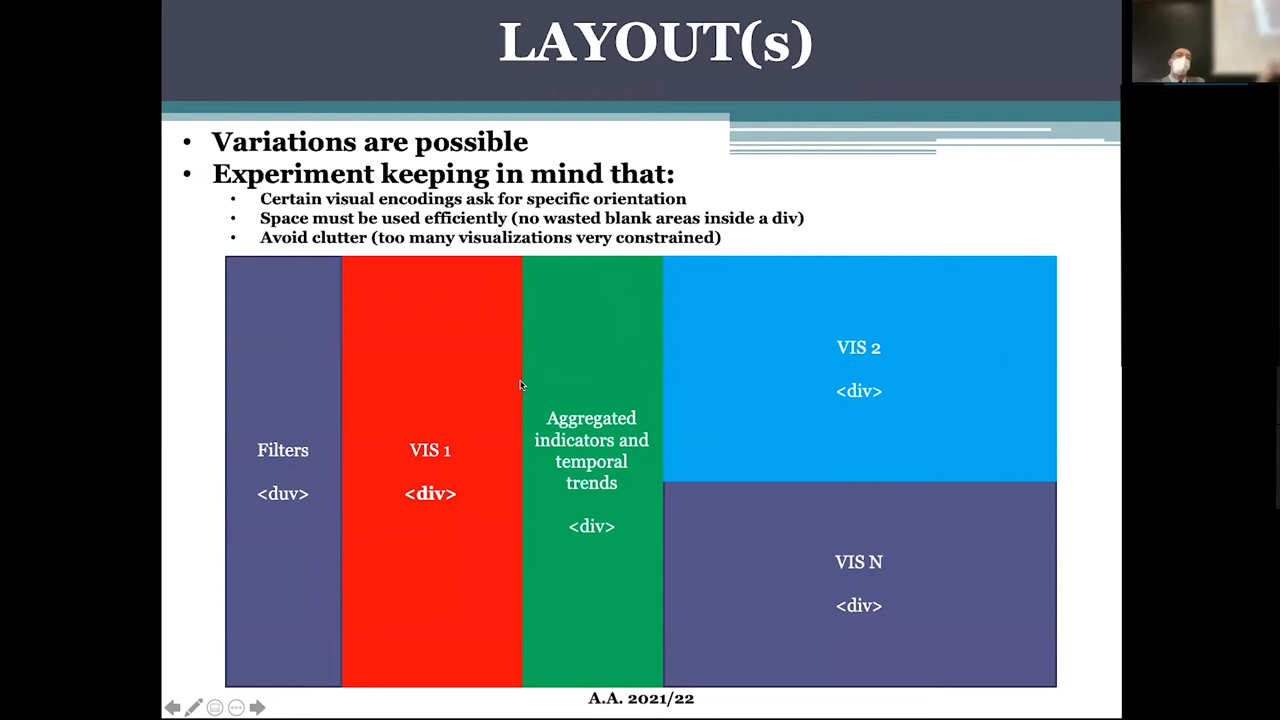 LAYOUT(s)
• Variations are possible
• Experiment keeping in mind that:
• Certain visual encodings ask for specific orientation
• Space must be used efficiently (no wasted blank areas inside a div)
• Avoid clutter (too many visualizations very constrained)
Filters
<duv>
VIS 1
<div>
Aggregated
indicators and
temporal
trends
<div>
VIS 2
<div>
VIS N
<div>
A.A. 2021/22